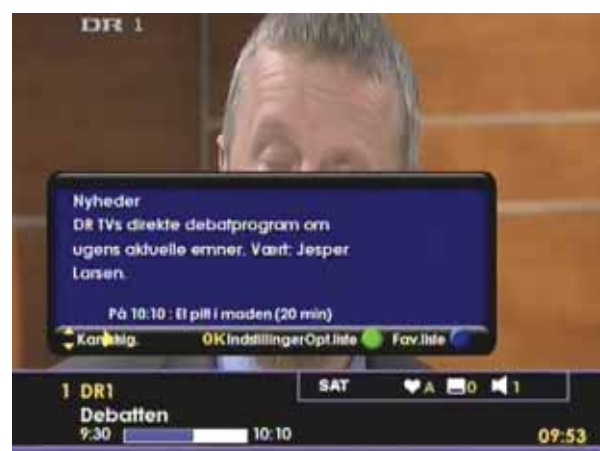 DR 1
Nyheder
DR TVs direkte debatprogram om
ugens aktuelle emner. Vært: Jesper
Larsen.
På 10:10 : Et pift i maden (20 min)
OK Indstillinger Opt.liste Fav.liste
SAT A 0 1
1 DR1
Debatten
9:30 10:10
09:53